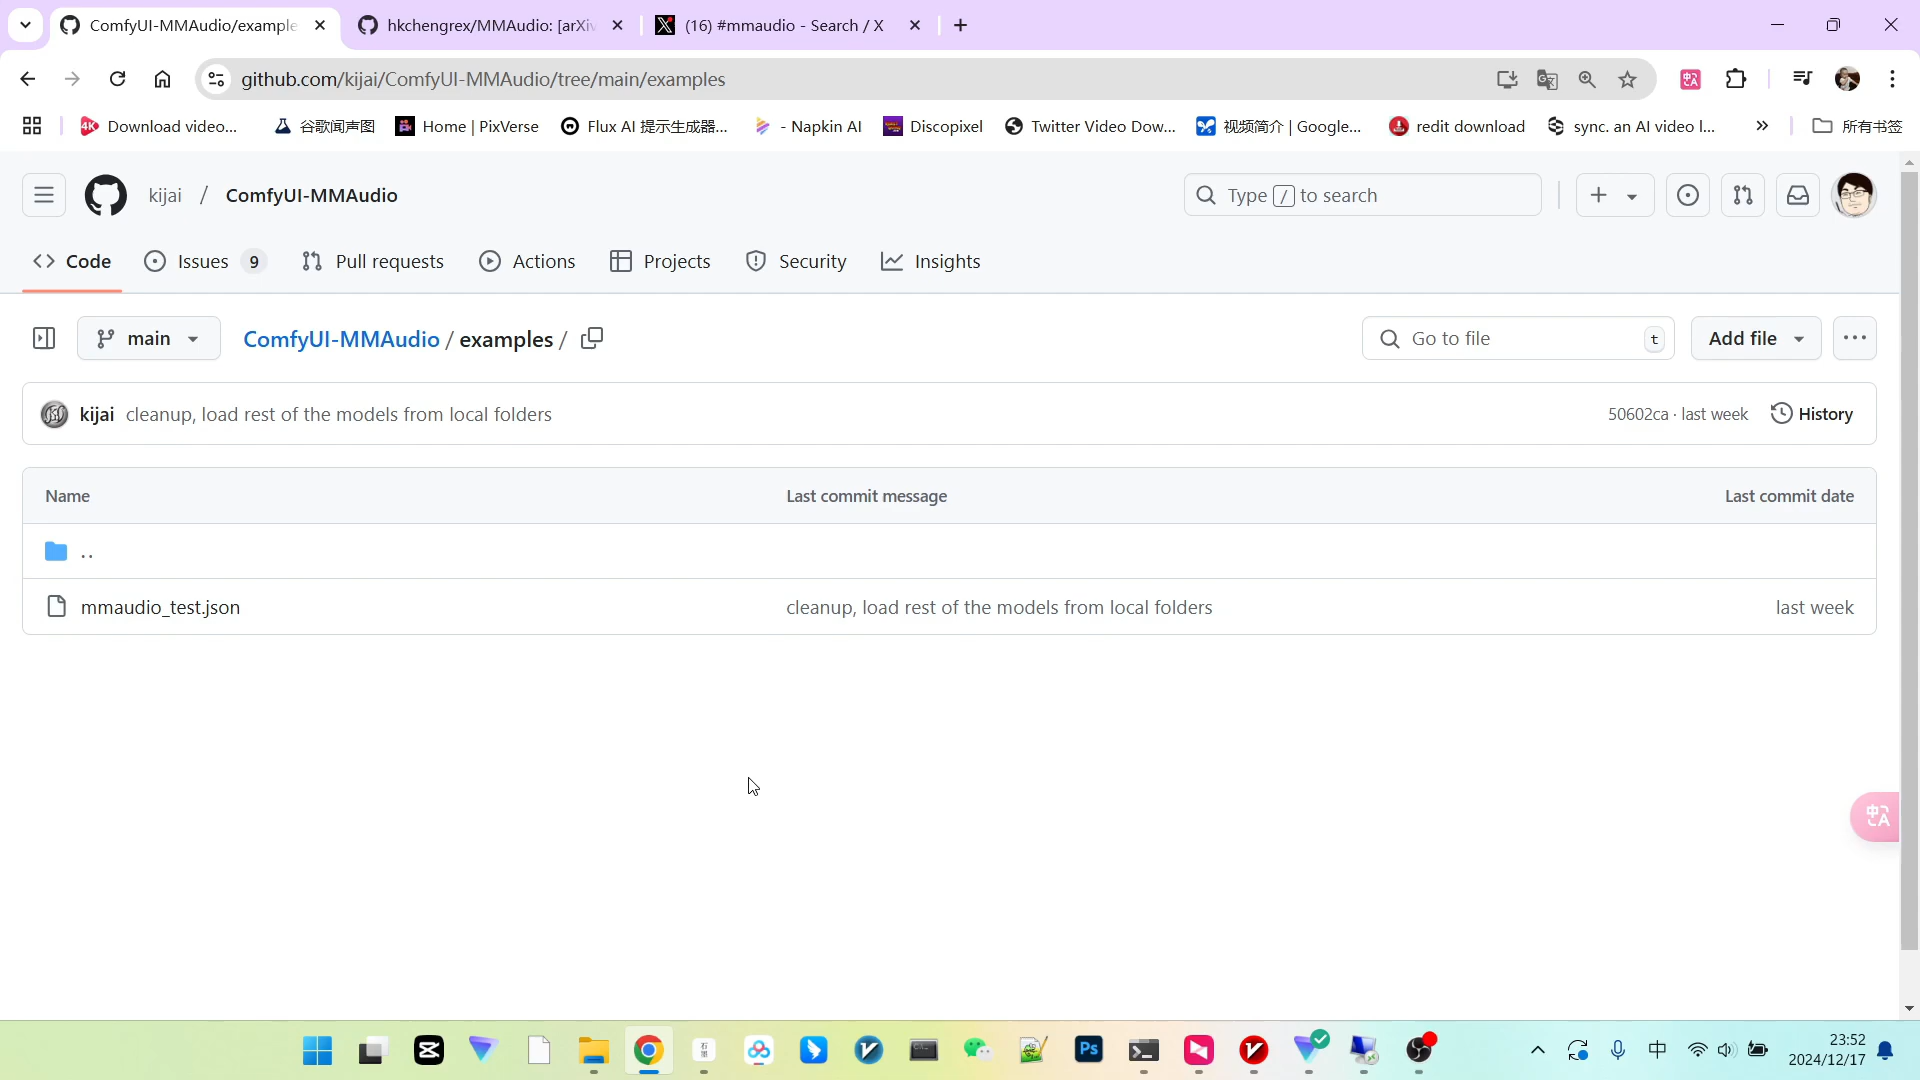 ComfyUI-MMAudio/example
hkchengrex/MMAudio: [arXiv
(16) #mmaudio - Search / X
github.com/kijai/ComfyUI-MMAudio/tree/main/examples
Download video...
谷歌闻声图
Home | PixVerse
Flux AI 提示生成器...
- Napkin AI
Discopixel
Twitter Video Dow...
视频简介 | Google...
redit download
sync. an AI video l...
所有书签
kijai / ComfyUI-MMAudio
Type / to search
Code
Issues 9
Pull requests
Actions
Projects
Security
Insights
main
ComfyUI-MMAudio / examples /
Go to file t
Add file
kijai cleanup, load rest of the models from local folders
50602ca · last week
History
Name Last commit message Last commit date
..
mmaudio_test.json cleanup, load rest of the models from local folders last week
Ps
中
23:52
2024/12/17